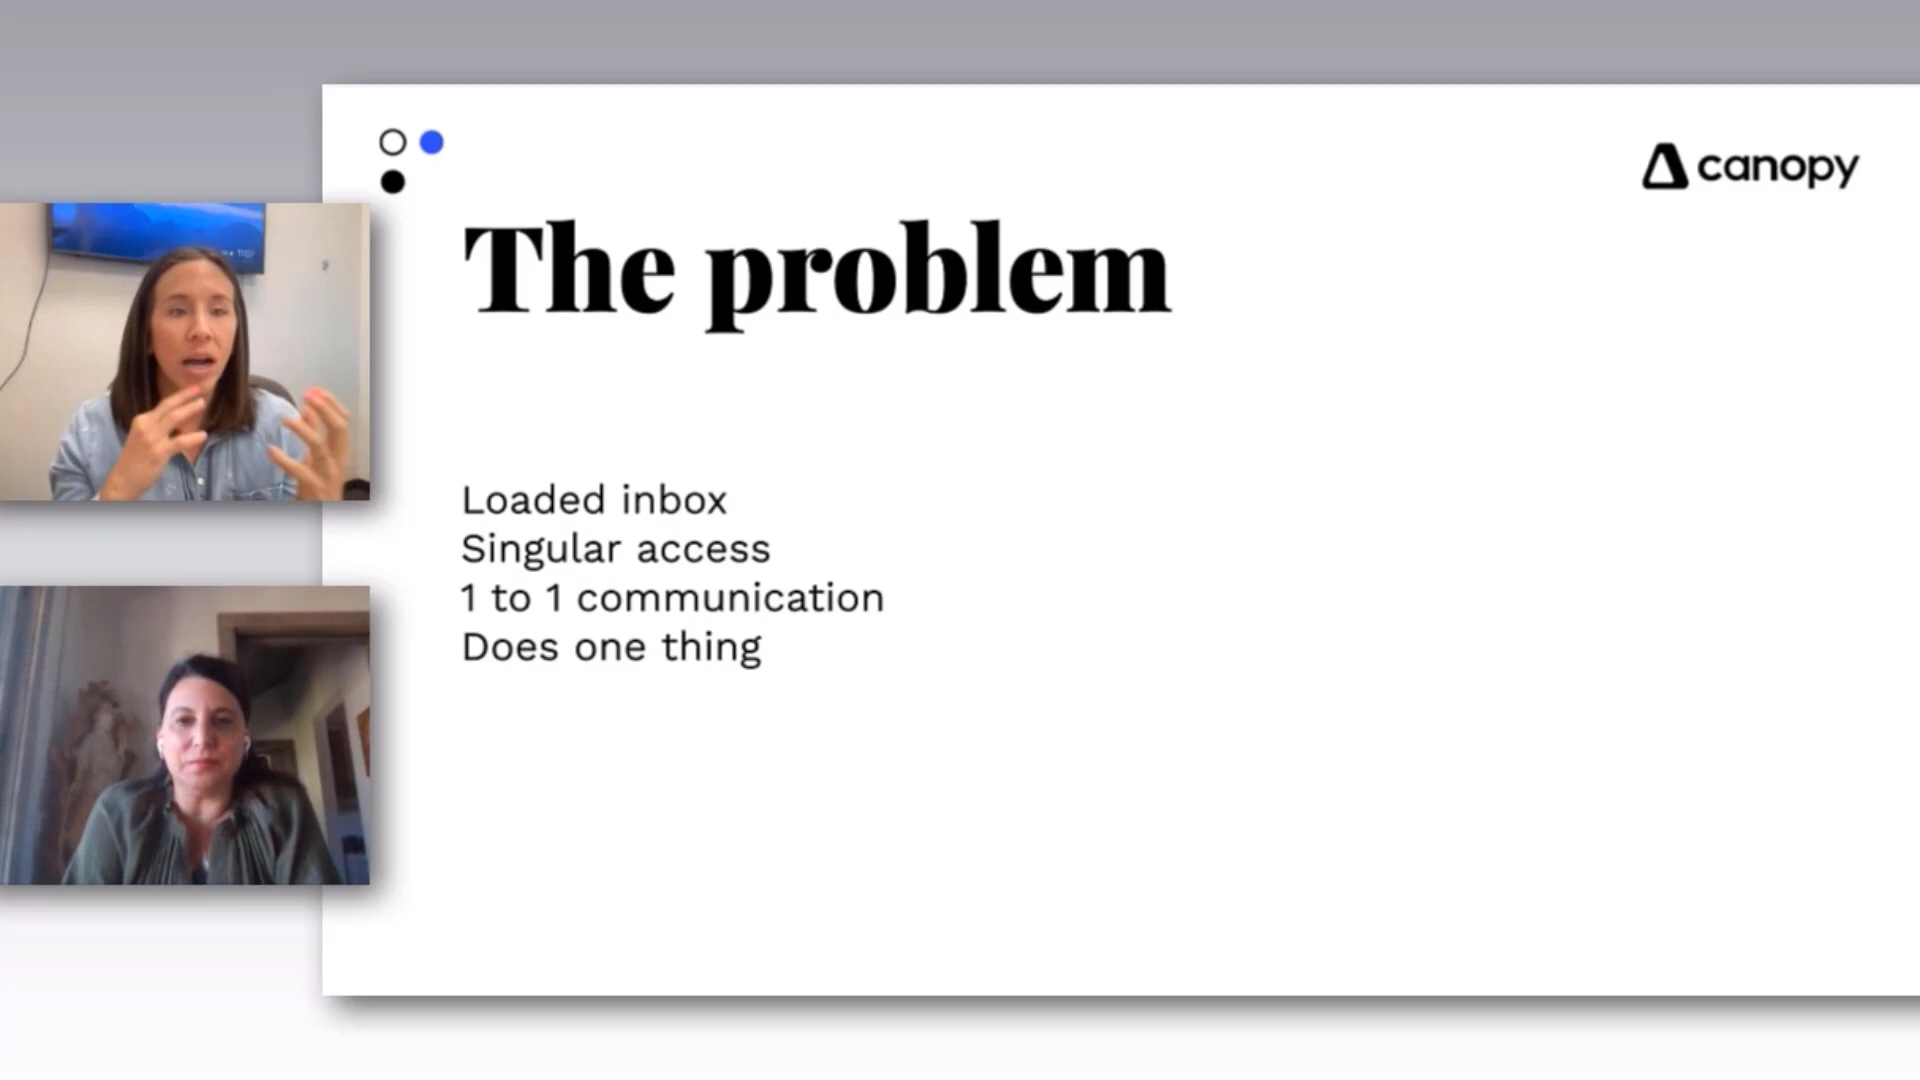 canopy
The problem
Loaded inbox
Singular access
1 to 1 communication
Does one thing